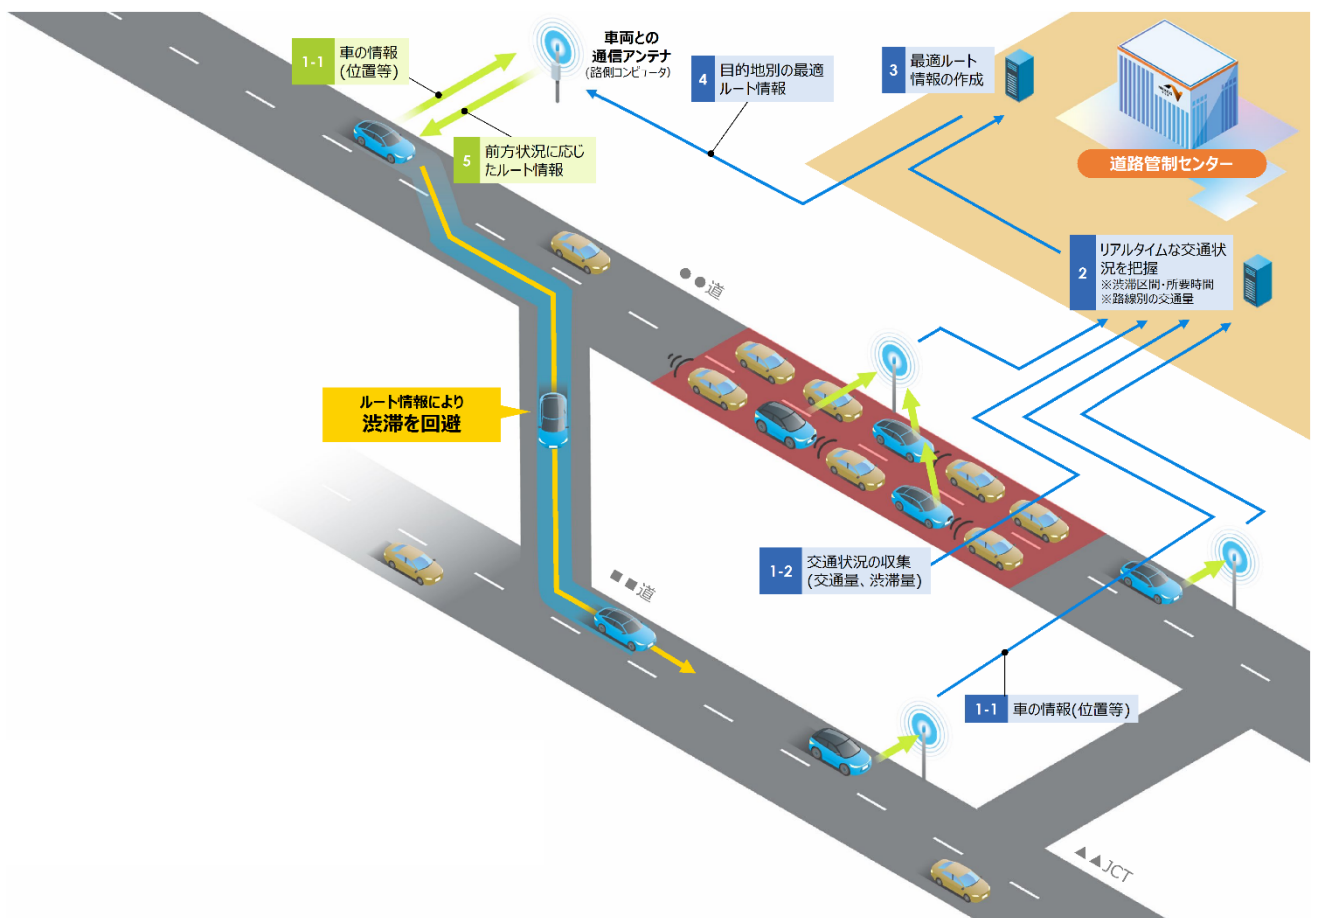 1-1
車の情報
(位置等)
車両との
通信アンテナ
(路側コンピュータ)
4
目的地別の最適
ルート情報
3
最適ルート
情報の作成
道路管制センター
5
前方状況に応じ
たルート情報
2
リアルタイムな交通状
況を把握
※渋滞区間・所要時間
※路線別の交通量
●●道
ルート情報により
渋滞を回避
1-2
交通状況の収集
(交通量、渋滞量)
■■道
1-1
車の情報(位置等)
▲▲JCT